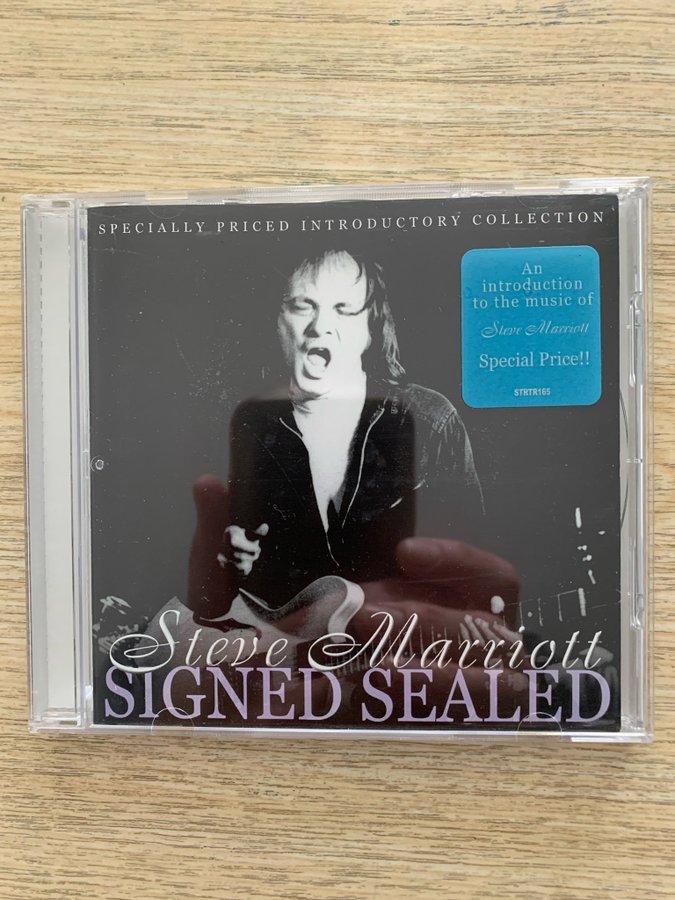 SPECIALLY PRICED INTRODUCTORY COLLECTION
An
introduction
to the music of
Steve Marriott
Special Price!!
STRTR165
Steve Marriott
SIGNED SEALED